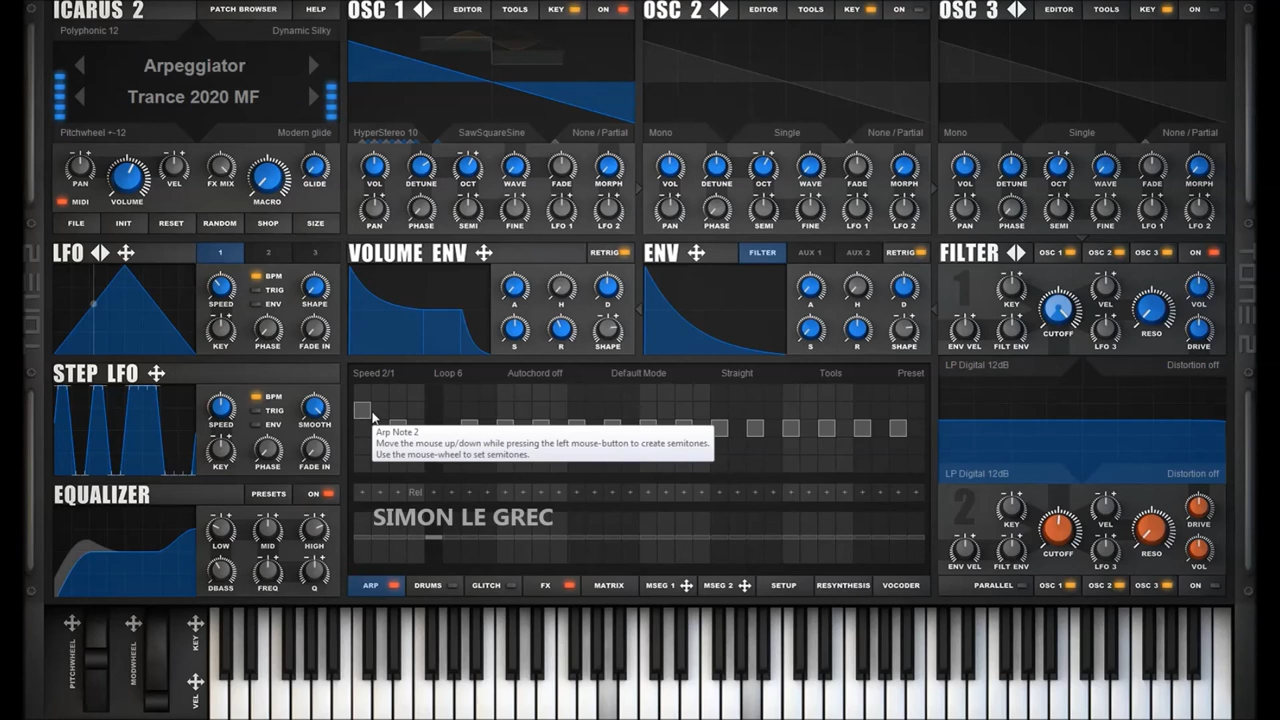 ICARUS 2
PATCH BROWSER
HELP
Polyphonic 12
Dynamic Silky
Arpeggiator
Trance 2020 MF
Pitchwheel +-12
Modern glide
PAN
VOLUME
VEL
FX MIX
MACRO
GLIDE
MIDI
FILE
INIT
RESET
RANDOM
SHOP
SIZE
OSC 1
EDITOR
TOOLS
KEY
ON
HyperStereo 10
SawSquareSine
None / Partial
VOL
DETUNE
OCT
WAVE
FADE
MORPH
PAN
PHASE
SEMI
FINE
LFO 1
LFO 2
OSC 2
EDITOR
TOOLS
KEY
ON
Mono
Single
None / Partial
VOL
DETUNE
OCT
WAVE
FADE
MORPH
PAN
PHASE
SEMI
FINE
LFO 1
LFO 2
OSC 3
EDITOR
TOOLS
KEY
ON
Mono
Single
None / Partial
VOL
DETUNE
OCT
WAVE
FADE
MORPH
PAN
PHASE
SEMI
FINE
LFO 1
LFO 2
LFO
1
2
3
SPEED
BPM
TRIG
ENV
SHAPE
KEY
PHASE
FADE IN
VOLUME ENV
RETRIG
A
H
D
S
R
SHAPE
ENV
FILTER
AUX 1
AUX 2
RETRIG
A
H
D
S
R
SHAPE
FILTER
OSC 1
OSC 2
OSC 3
ON
1
KEY
CUTOFF
VEL
RESO
VOL
ENV VEL
FILT ENV
LFO 3
DRIVE
LP Digital 12dB
Distortion off
STEP LFO
SPEED
BPM
TRIG
ENV
SMOOTH
KEY
PHASE
FADE IN
Speed 2/1
Loop 6
Autochord off
Default Mode
Straight
Tools
Preset
Arp Note 2
Move the mouse up/down while pressing the left mouse-button to create semitones.
Use the mouse-wheel to set semitones.
Rel
SIMON LE GREC
EQUALIZER
PRESETS
ON
LOW
MID
HIGH
DBASS
FREQ
Q
ARP
DRUMS
GLITCH
FX
MATRIX
MSEG 1
MSEG 2
SETUP
RESYNTHESIS
VOCODER
LP Digital 12dB
Distortion off
2
KEY
CUTOFF
VEL
RESO
DRIVE
ENV VEL
FILT ENV
LFO 3
VOL
PARALLEL
OSC 1
OSC 2
OSC 3
ON
PITCHWHEEL
MODWHEEL
KEY
VEL
TONE 2
TONE 2